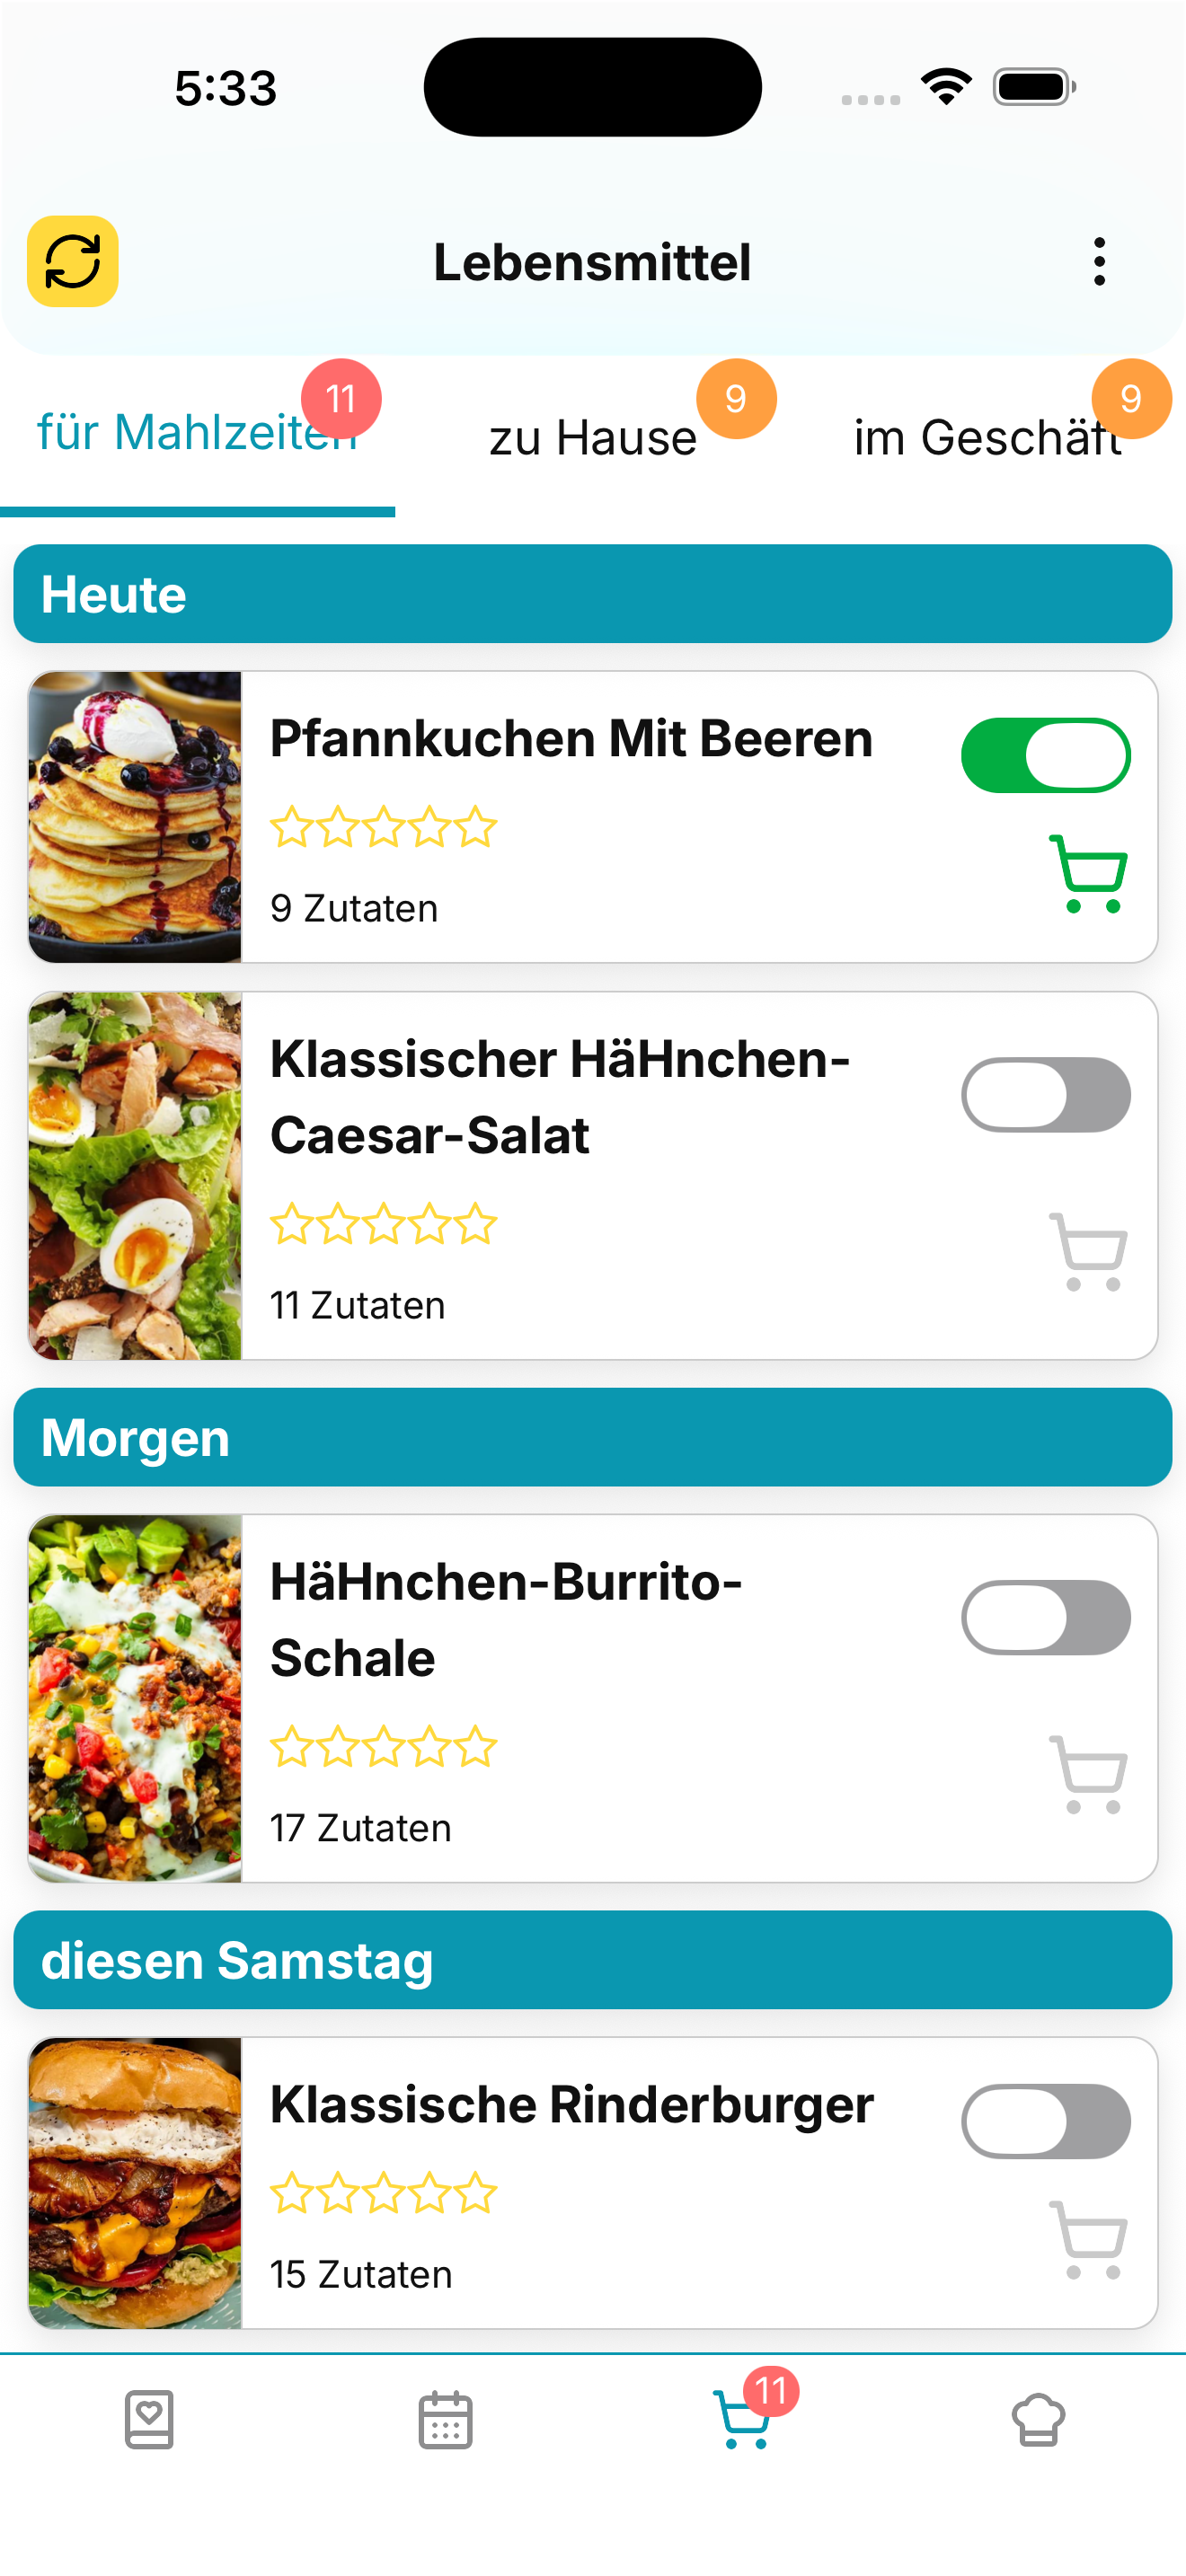 5:33
Lebensmittel
für Mahlzeiten
11
zu Hause
9
im Geschäft
9
Heute
Pfannkuchen Mit Beeren
9 Zutaten
Klassischer HäHnchen-
Caesar-Salat
11 Zutaten
Morgen
HäHnchen-Burrito-
Schale
17 Zutaten
diesen Samstag
Klassische Rinderburger
15 Zutaten
11